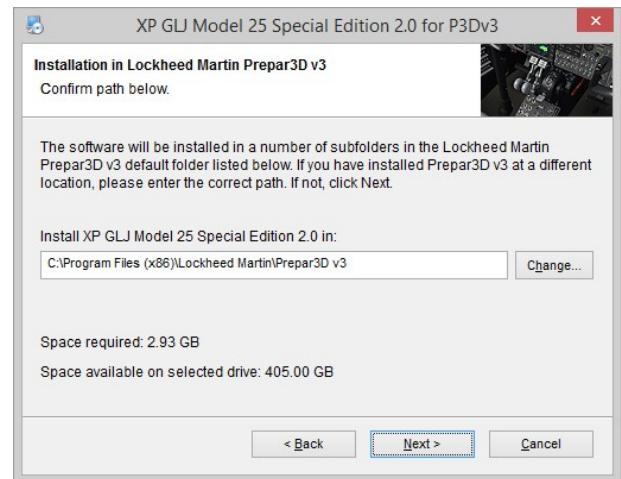 XP GLJ Model 25 Special Edition 2.0 for P3Dv3
Installation in Lockheed Martin Prepar3D v3
Confirm path below.
The software will be installed in a number of subfolders in the Lockheed Martin
Prepar3D v3 default folder listed below. If you have installed Prepar3D v3 at a different
location, please enter the correct path. If not, click Next.
Install XP GLJ Model 25 Special Edition 2.0 in:
C:\Program Files (x86)\Lockheed Martin\Prepar3D v3
Change...
Space required: 2.93 GB
Space available on selected drive: 405.00 GB
< Back Next > Cancel